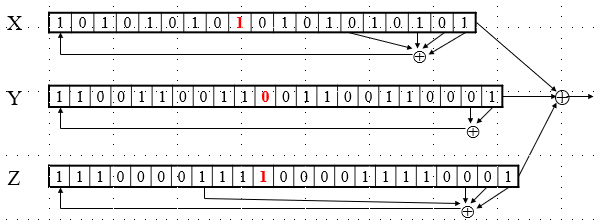 X 1 0 1 0 1 0 1 0 1 0 1 0 1 0 1 0 1 0 1
Y 1 1 0 0 1 1 0 0 1 1 0 0 1 1 0 0 1 1 0 0 0 1
Z 1 1 1 0 0 0 0 1 1 1 1 0 0 0 0 1 1 1 1 0 0 0 1